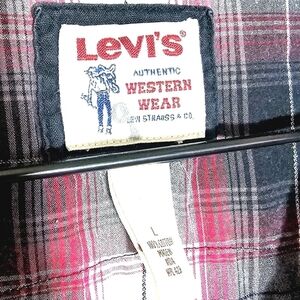 Levi's
AUTHENTIC
WESTERN
WEAR
LEVI STRAUSS & CO.
L